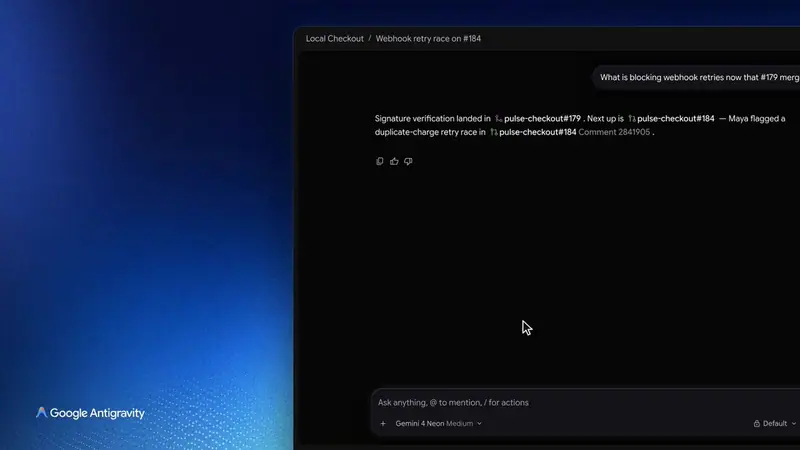 Local Checkout / Webhook retry race on #184
What is blocking webhook retries now that #179 merg
Signature verification landed in pulse-checkout#179 . Next up is pulse-checkout#184 — Maya flagged a
duplicate-charge retry race in pulse-checkout#184 Comment 2841905 .
Ask anything, @ to mention, / for actions
+ Gemini 4 Neon Medium
Default
Google Antigravity